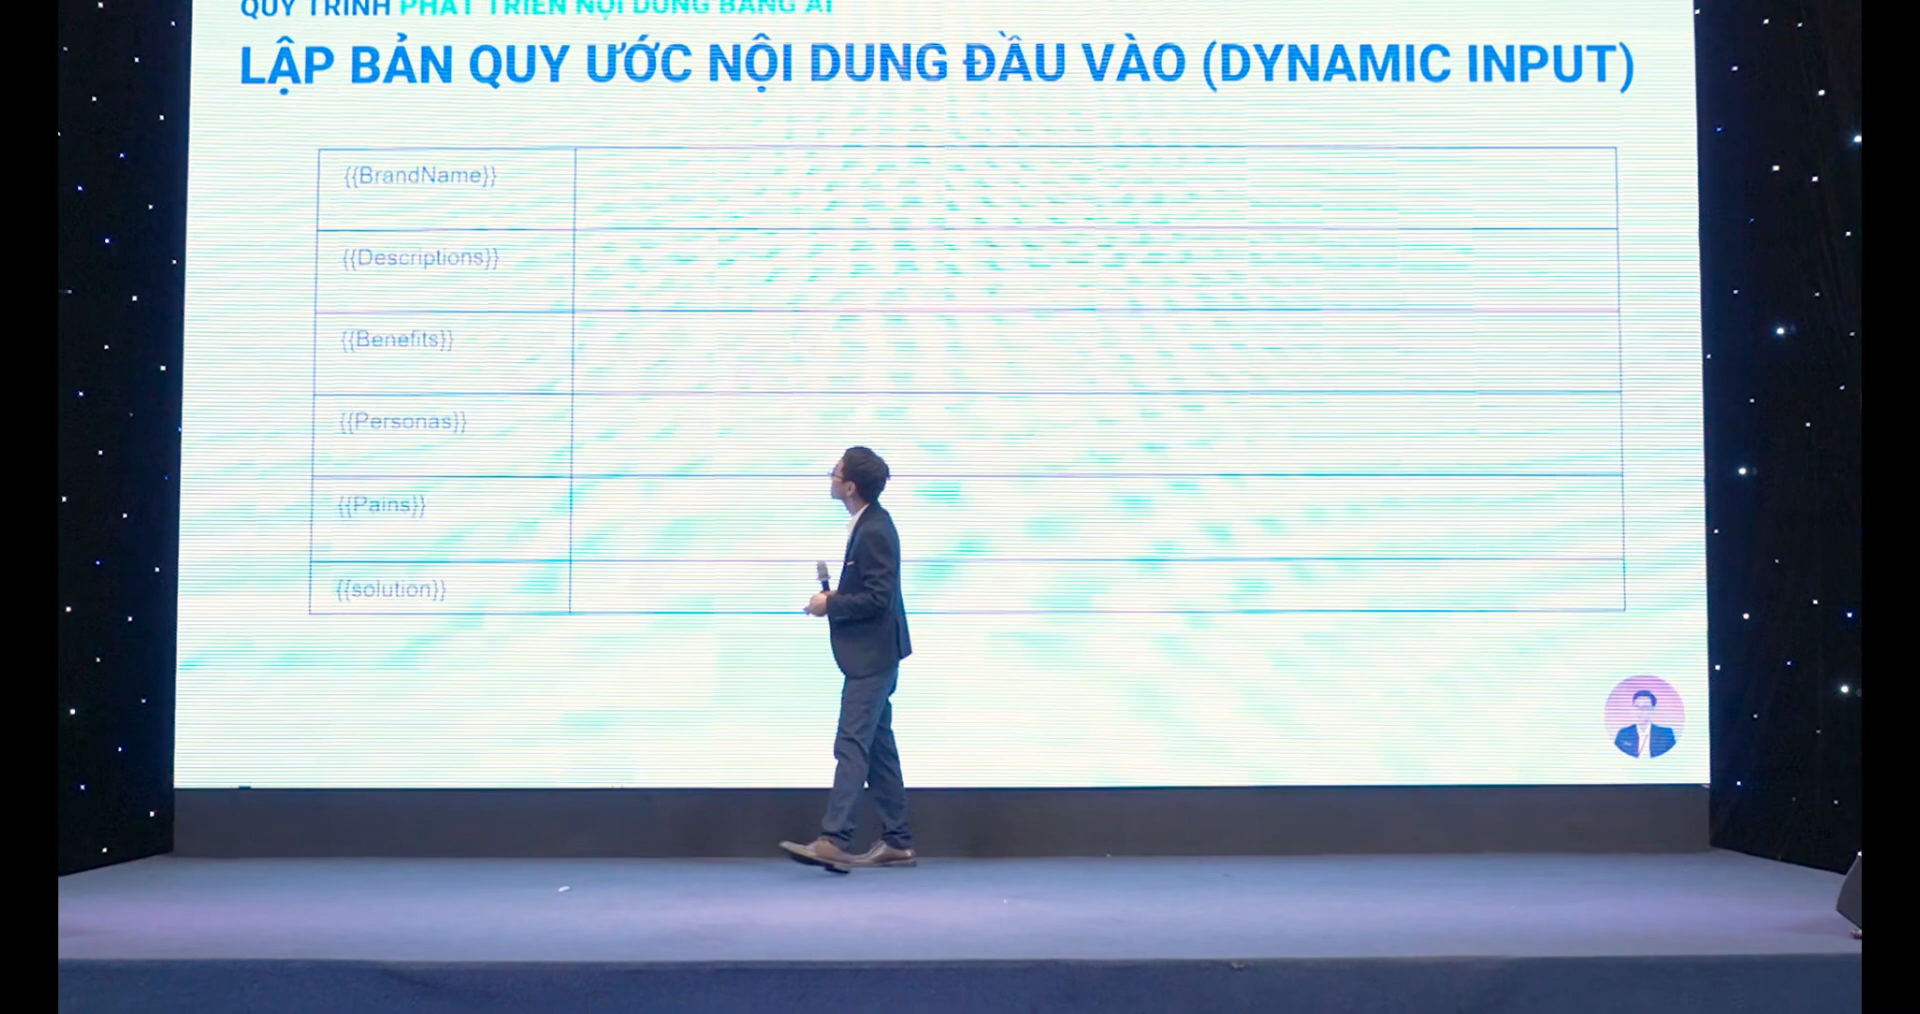 QUY TRÌNH PHÁT TRIỂN NỘI DUNG BẰNG AI
LẬP BẢN QUY ƯỚC NỘI DUNG ĐẦU VÀO (DYNAMIC INPUT)
{{BrandName}}
{{Descriptions}}
{{Benefits}}
{{Personas}}
{{Pains}}
{{solution}}